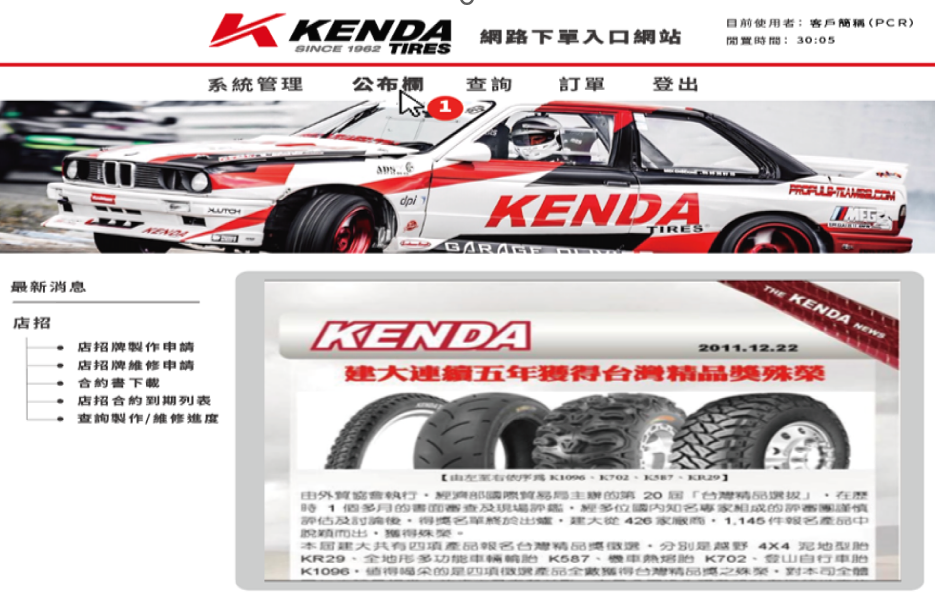 KENDA
SINCE 1962 TIRES
網路下單入口網站
目前使用者：客戶簡稱(PCR)
閒置時間：30:05
系統管理 公布欄 查詢 訂單 登出
1
XLUTCH
KENDA
dpi
KENDA
TIRES
GARAGE
PROFULS-TEAMSS.COM
最新消息
店招
店招牌製作申請
店招牌維修申請
合約書下載
店招合約到期列表
查詢製作/維修進度
THE KENDA NEWS
KENDA
2011.12.22
建大連續五年獲得台灣精品獎殊榮
【由左至右依序為 K1096、K702、K587、KR29】
由外貿協會執行，經濟部國際貿易局主辦的第 20 屆「台灣精品選拔」，在歷
時 1 個多月的書面審查及現場評鑑，經多位國內知名專家組成的評審團謹慎
評估及討論後，得獎名單終於出爐，建大從 426 家廠商，1,145 件報名產品中
脫穎而出，獲得殊榮。
本屆建大共有四項產品報名台灣精品獎徵選，分別是越野 4X4 泥地型胎
KR29、全地形多功能車輛輪胎 K587、機車熱熔胎 K702、登山自行車胎
K1096，值得喝采的是四項徵選產品全數獲得台灣精品獎之殊榮，對本司全體